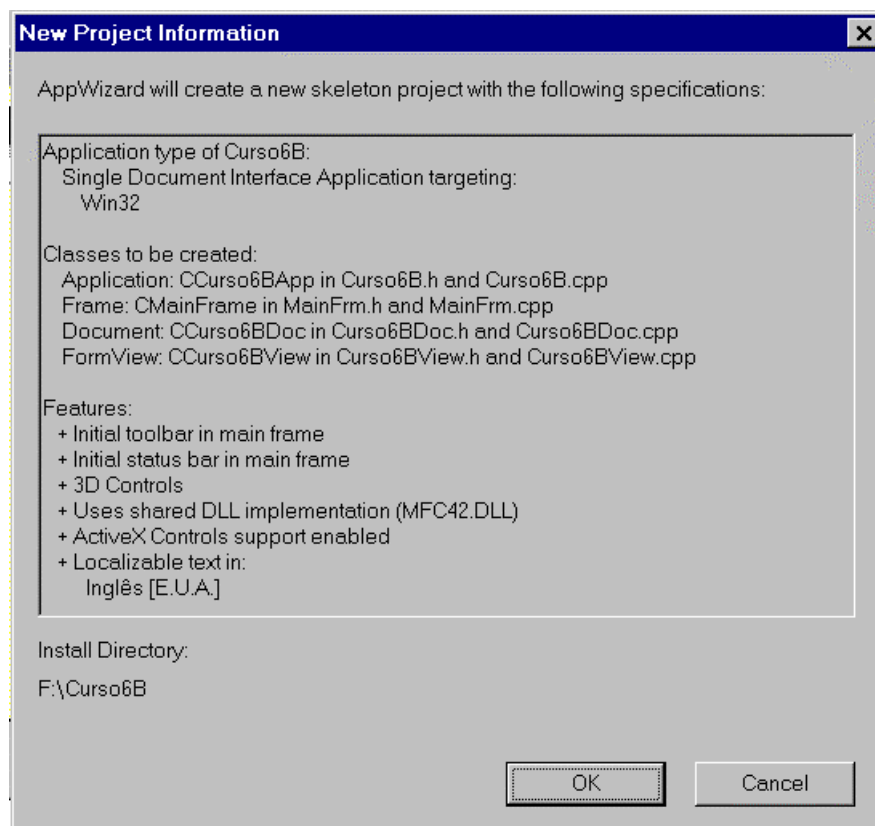 New Project Information
AppWizard will create a new skeleton project with the following specifications:
Application type of Curso6B:
Single Document Interface Application targeting:
Win32
Classes to be created:
Application: CCurso6BApp in Curso6B.h and Curso6B.cpp
Frame: CMainFrame in MainFrm.h and MainFrm.cpp
Document: CCurso6BDoc in Curso6BDoc.h and Curso6BDoc.cpp
FormView: CCurso6BView in Curso6BView.h and Curso6BView.cpp
Features:
+ Initial toolbar in main frame
+ Initial status bar in main frame
+ 3D Controls
+ Uses shared DLL implementation (MFC42.DLL)
+ ActiveX Controls support enabled
+ Localizable text in:
Inglês [E.U.A.]
Install Directory:
F:\Curso6B
OK
Cancel